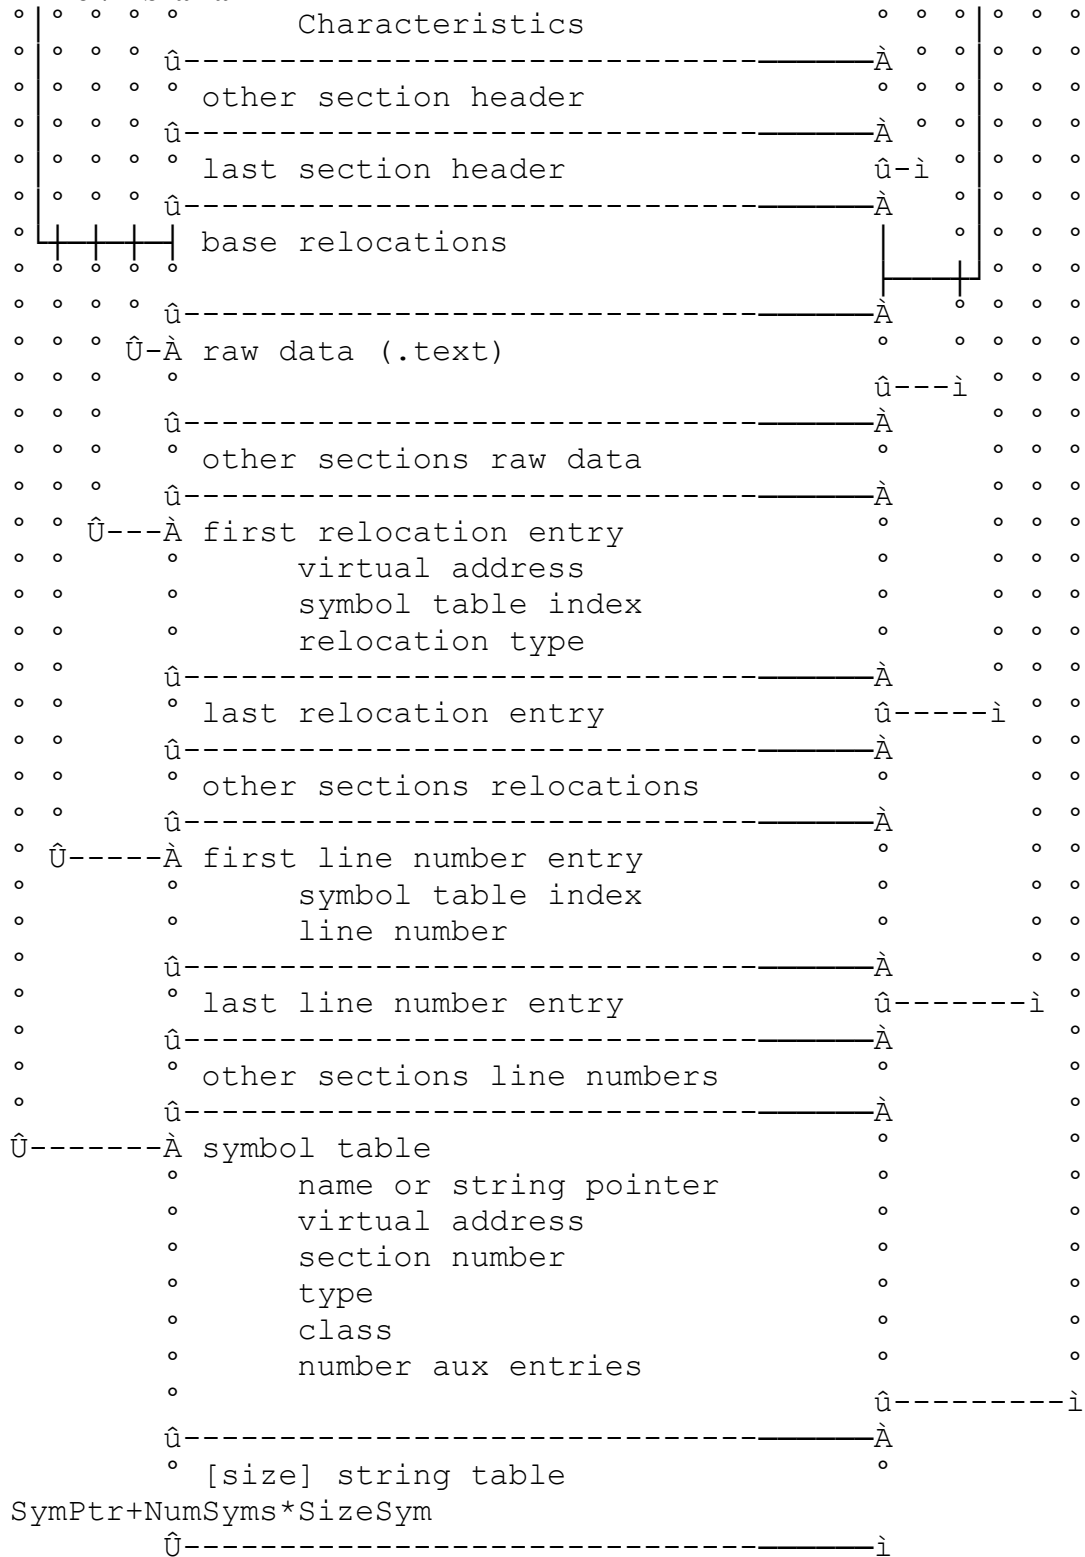 Characteristics
other section header
last section header
base relocations
raw data (.text)
other sections raw data
first relocation entry
virtual address
symbol table index
relocation type
last relocation entry
other sections relocations
first line number entry
symbol table index
line number
last line number entry
other sections line numbers
symbol table
name or string pointer
virtual address
section number
type
class
number aux entries
[size] string table
SymPtr+NumSyms*SizeSym